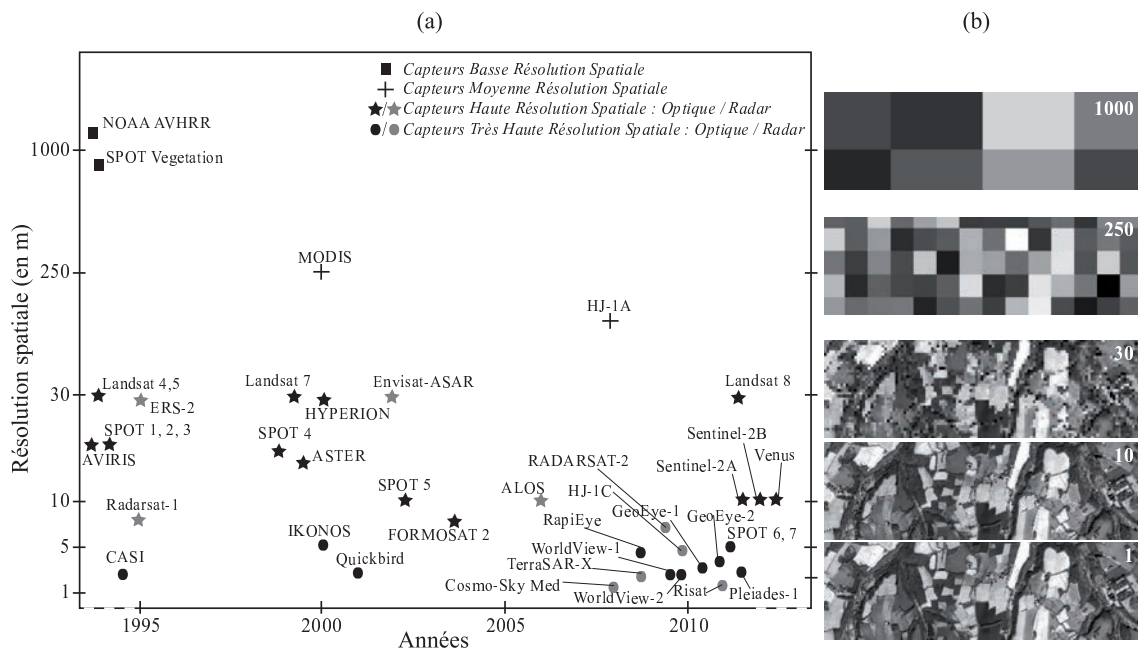 (a)
(b)
Capteurs Basse Résolution Spatiale
Capteurs Moyenne Résolution Spatiale
/ Capteurs Haute Résolution Spatiale : Optique / Radar
/ Capteurs Très Haute Résolution Spatiale : Optique / Radar
Résolution spatiale (en m)
1000
250
30
10
5
1
NOAA AVHRR
SPOT Vegetation
MODIS
HJ-1A
Landsat 4,5
ERS-2
SPOT 1, 2, 3
AVIRIS
Radarsat-1
CASI
Landsat 7
HYPERION
Envisat-ASAR
SPOT 4
ASTER
SPOT 5
FORMOSAT 2
IKONOS
Quickbird
Landsat 8
Sentinel-2B
Sentinel-2A
Venus
RADARSAT-2
ALOS
HJ-1C
GeoEye-1
GeoEye-2
RapiEye
SPOT 6, 7
WorldView-1
TerraSAR-X
Cosmo-Sky Med
WorldView-2
Risat
Pleiades-1
1995
2000
2005
2010
Années
1000
250
30
10
1